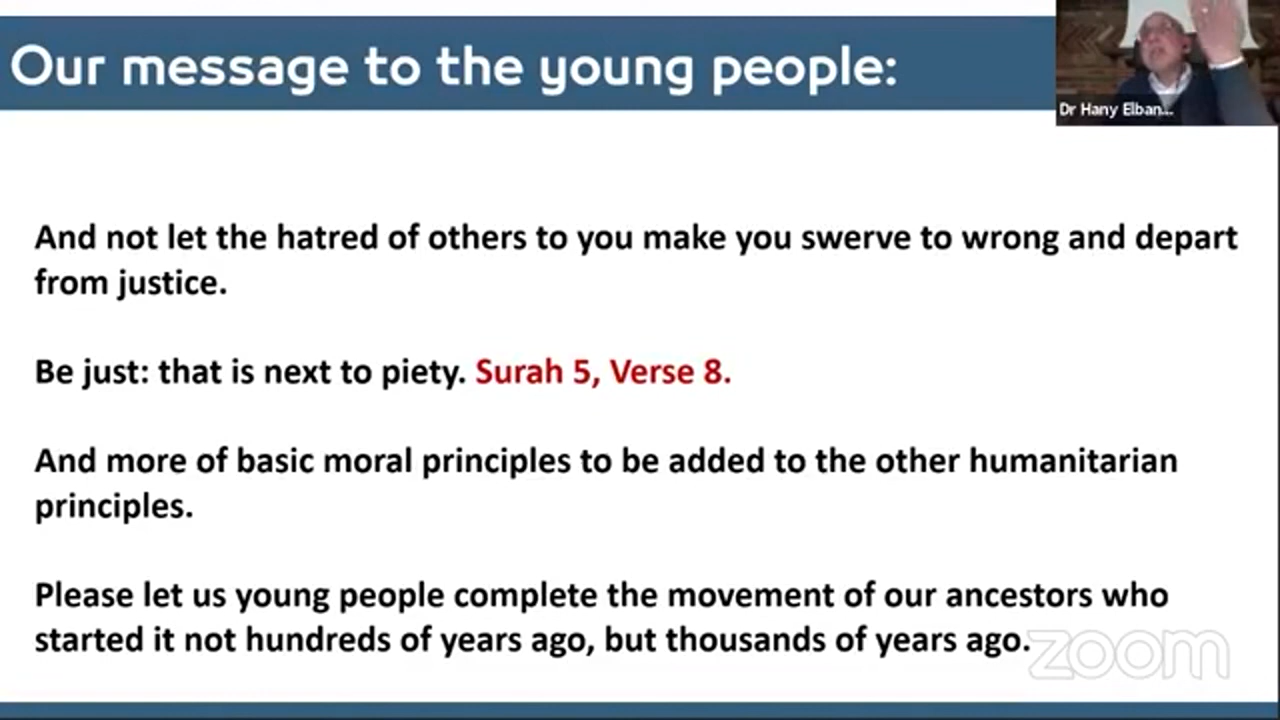 Our message to the young people:
Dr Hany Elban...
And not let the hatred of others to you make you swerve to wrong and depart
from justice.
Be just: that is next to piety. Surah 5, Verse 8.
And more of basic moral principles to be added to the other humanitarian
principles.
Please let us young people complete the movement of our ancestors who
started it not hundreds of years ago, but thousands of years ago.
zoom